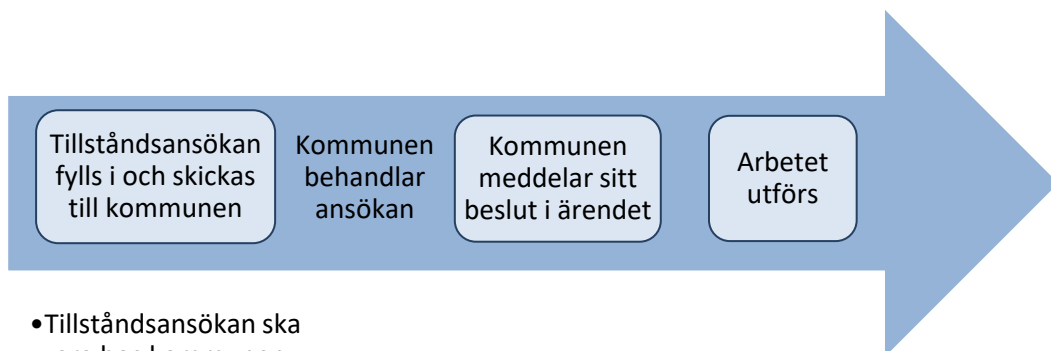 Tillståndsansökan
fylls i och skickas
till kommunen
Kommunen
behandlar
ansökan
Kommunen
meddelar sitt
beslut i ärendet
Arbetet
utförs
•Tillståndsansökan ska